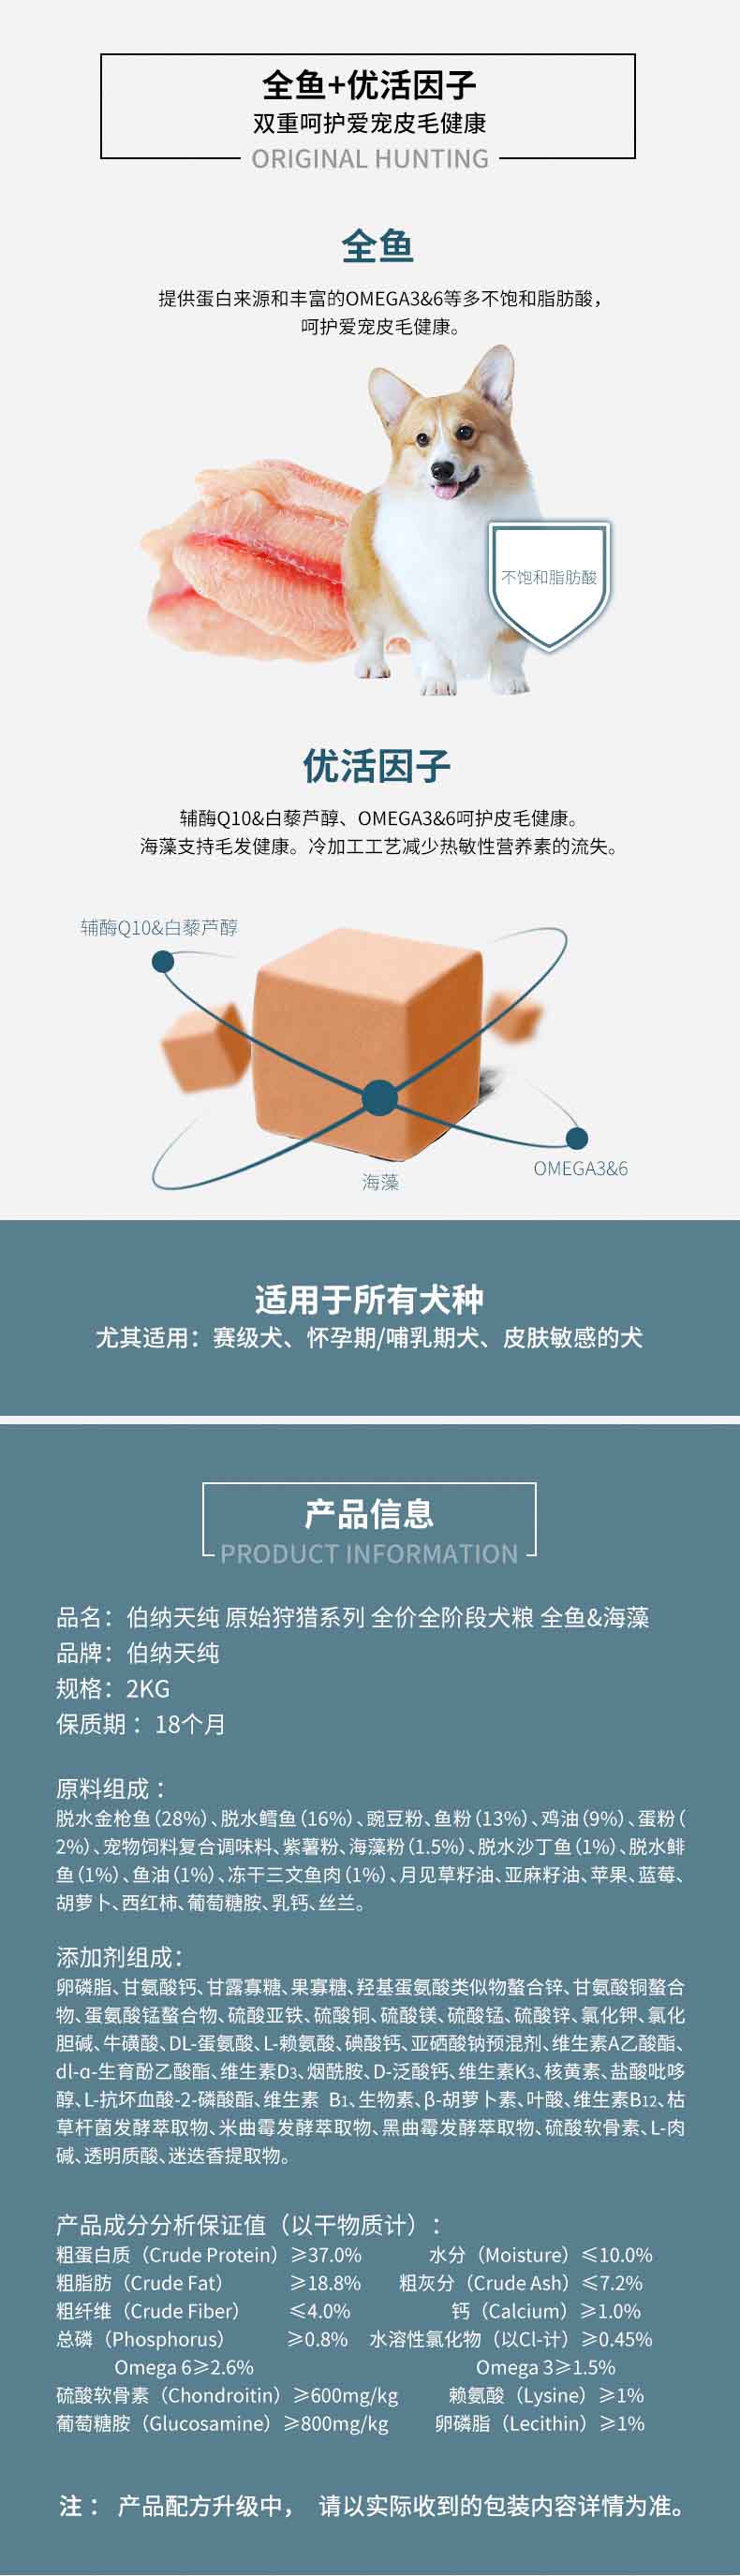 全鱼+优活因子
双重呵护爱宠皮毛健康
ORIGINAL HUNTING
全鱼
提供蛋白来源和丰富的OMEGA3&6等多不饱和脂肪酸，
呵护爱宠皮毛健康。
不饱和脂肪酸
优活因子
辅酶Q10&白藜芦醇、OMEGA3&6呵护皮毛健康。
海藻支持毛发健康。冷加工工艺减少热敏性营养素的流失。
辅酶Q10&白藜芦醇
OMEGA3&6
海藻
适用于所有犬种
尤其适用：赛级犬、怀孕期/哺乳期犬、皮肤敏感的犬
产品信息
PRODUCT INFORMATION
品名：伯纳天纯 原始狩猎系列 全价全阶段犬粮 全鱼&海藻
品牌：伯纳天纯
规格：2KG
保质期 ：18个月
原料组成 ：
脱水金枪鱼（28%）、脱水鳕鱼（16%）、豌豆粉、鱼粉（13%）、鸡油（9%）、蛋粉（
2%）、宠物饲料复合调味料、紫薯粉、海藻粉（1.5%）、脱水沙丁鱼（1%）、脱水鲱
鱼（1%）、鱼油（1%）、冻干三文鱼肉（1%）、月见草籽油、亚麻籽油、苹果、蓝莓、
胡萝卜、西红柿、葡萄糖胺、乳钙、丝兰。
添加剂组成：
卵磷脂、甘氨酸钙、甘露寡糖、果寡糖、羟基蛋氨酸类似物螯合锌、甘氨酸铜螯合
物、蛋氨酸锰螯合物、硫酸亚铁、硫酸铜、硫酸镁、硫酸锰、硫酸锌、氯化钾、氯化
胆碱、牛磺酸、DL-蛋氨酸、L-赖氨酸、碘酸钙、亚硒酸钠预混剂、维生素A乙酸酯、
dl-α-生育酚乙酸酯、维生素D3、烟酰胺、D-泛酸钙、维生素K3、核黄素、盐酸吡哆
醇、L-抗坏血酸-2-磷酸酯、维生素 B1、生物素、β-胡萝卜素、叶酸、维生素B12、枯
草杆菌发酵萃取物、米曲霉发酵萃取物、黑曲霉发酵萃取物、硫酸软骨素、L-肉
碱、透明质酸、迷迭香提取物。
产品成分分析保证值（以干物质计）：
粗蛋白质（Crude Protein）≥37.0% 水分（Moisture）≤10.0%
粗脂肪（Crude Fat） ≥18.8% 粗灰分（Crude Ash）≤7.2%
粗纤维（Crude Fiber） ≤4.0% 钙（Calcium）≥1.0%
总磷（Phosphorus） ≥0.8% 水溶性氯化物（以Cl-计）≥0.45%
Omega 6≥2.6% Omega 3≥1.5%
硫酸软骨素（Chondroitin）≥600mg/kg 赖氨酸（Lysine）≥1%
葡萄糖胺（Glucosamine）≥800mg/kg 卵磷脂（Lecithin）≥1%
注 ： 产品配方升级中， 请以实际收到的包装内容详情为准。